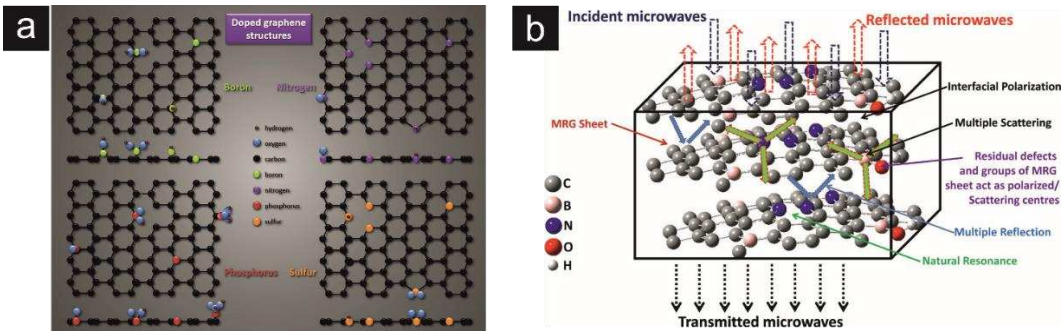 a
Doped graphene
structures
Boron
Nitrogen
hydrogen
oxygen
carbon
boron
nitrogen
phosphorus
sulfur
Phosphorus
Sulfur
b
Incident microwaves
Reflected microwaves
Interfacial Polarization
MRG Sheet
Multiple Scattering
Residual defects
and groups of MRG
sheet act as polarized/
Scattering centres
C
B
N
O
H
Multiple Reflection
Natural Resonance
Transmitted microwaves